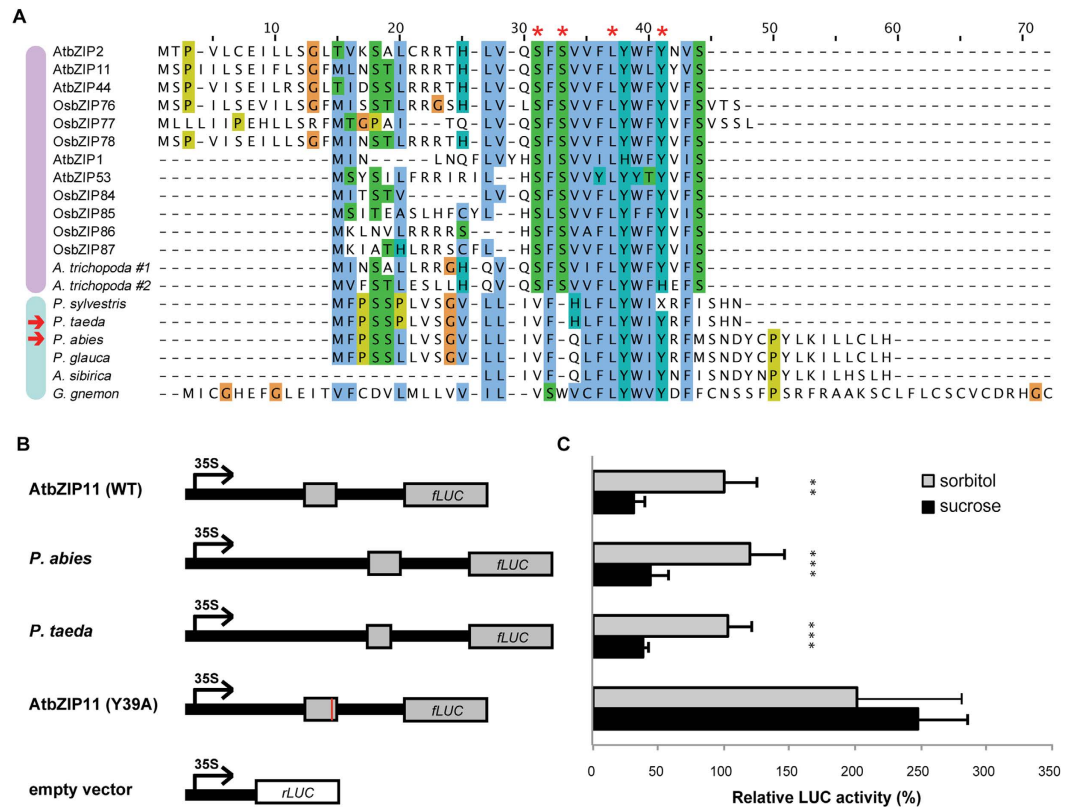 A
10 20 30 40 50 60 70
* * * *
AtbZIP2 MTP-VLCEILLSGLTVKSALCRRTH-LV-QSFSVVFLYWFYNVS----------------------------
AtbZIP11 MSPIILSEIFLSGFMLNSTIRRRTH-LV-QSFSVVFLYWLYYVS----------------------------
AtbZIP44 MSP-VISEILRSGLTIDSSLRRRTH-LV-QSFSVVFLYWFYVFS----------------------------
OsbZIP76 MSP-ILSEVILSGFMISSTLRRGSH-LV-LSFSVVFLYWFYVFSVTS-------------------------
OsbZIP77 MLLLIIPEHLLSRFMTGPAI---TQ-LV-QSFSVVFLYWFYVFSVSSL------------------------
OsbZIP78 MSP-VISEILLSGFMINSTLRRRTH-LV-QSFSVVFLYWFYVFS----------------------------
AtbZIP1 --------------MIN-----LNQFLVYHSISVVILHWFYVIS----------------------------
AtbZIP53 --------------MSYSILFRRIRIL--HSFSVVYLYYTYVFS----------------------------
OsbZIP84 --------------MITSTV------LV-QSFSVVFLYWFYVFS----------------------------
OsbZIP85 --------------MSITEASLHFCYL--HSISVVFLYFFYVIS----------------------------
OsbZIP86 --------------MKLNVLRRRRS----HSFSVAFLYWFYVFS----------------------------
OsbZIP87 --------------MKIATHLRRSCFL--HSFSVVFLYWFYVIS----------------------------
A. trichopoda #1 --------------MINSALLRRGH-QV-QSFSVIFLYWFYVFS----------------------------
A. trichopoda #2 --------------MVFSTLESLLH-LV-QSFSVVFLYWFHEFS----------------------------
P. sylvestris --------------MFPSSPLVSGV-LL-IVF-HLFLYWIXRFISHN-------------------------
P. taeda --------------MFPSSPLVSGV-LL-IVF-HLFLYWIYRFISHN-------------------------
P. abies --------------MFPSSLLVSGV-LL-IVF-QLFLYWIYRFMSNDYCPYLKILLCLH-------------
P. glauca --------------MFPSSLLVSGV-LL-IVF-QLFLYWIYRFMSNDYCPYLKILLCLH-------------
A. sibirica --------------------------LL-IVF-QLFLYWIYRFISNDYNPYLKILHSLH-------------
G. gnemon --MICGHEFGLEITVFCDVLMLLVV-IL--VSWVCFLYWVYDFFCNSSFPSRFRAAKSCLFLCSCVCDRHGC
B
AtbZIP11 (WT) 35S fLUC
P. abies 35S fLUC
P. taeda 35S fLUC
AtbZIP11 (Y39A) 35S fLUC
empty vector 35S rLUC
C
sorbitol
sucrose
**
***
***
0 50 100 150 200 250 300 350
Relative LUC activity (%)